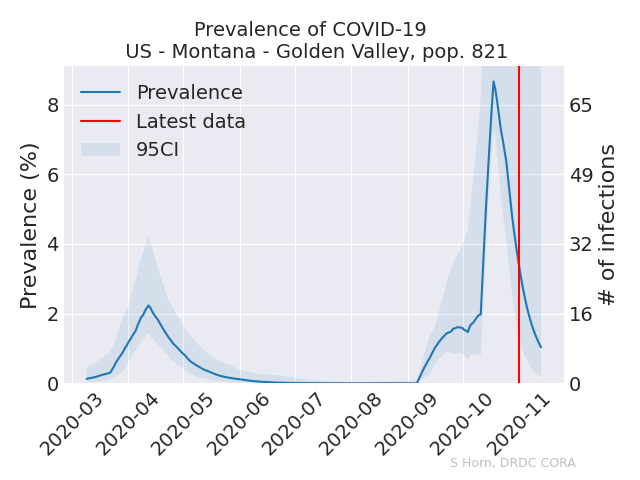 Prevalence of COVID-19
US - Montana - Golden Valley, pop. 821
Prevalence
Latest data
95CI
Prevalence (%)
8
6
4
2
0
# of infections
65
49
32
16
0
2020-03
2020-04
2020-05
2020-06
2020-07
2020-08
2020-09
2020-10
2020-11
S Horn, DRDC CORA